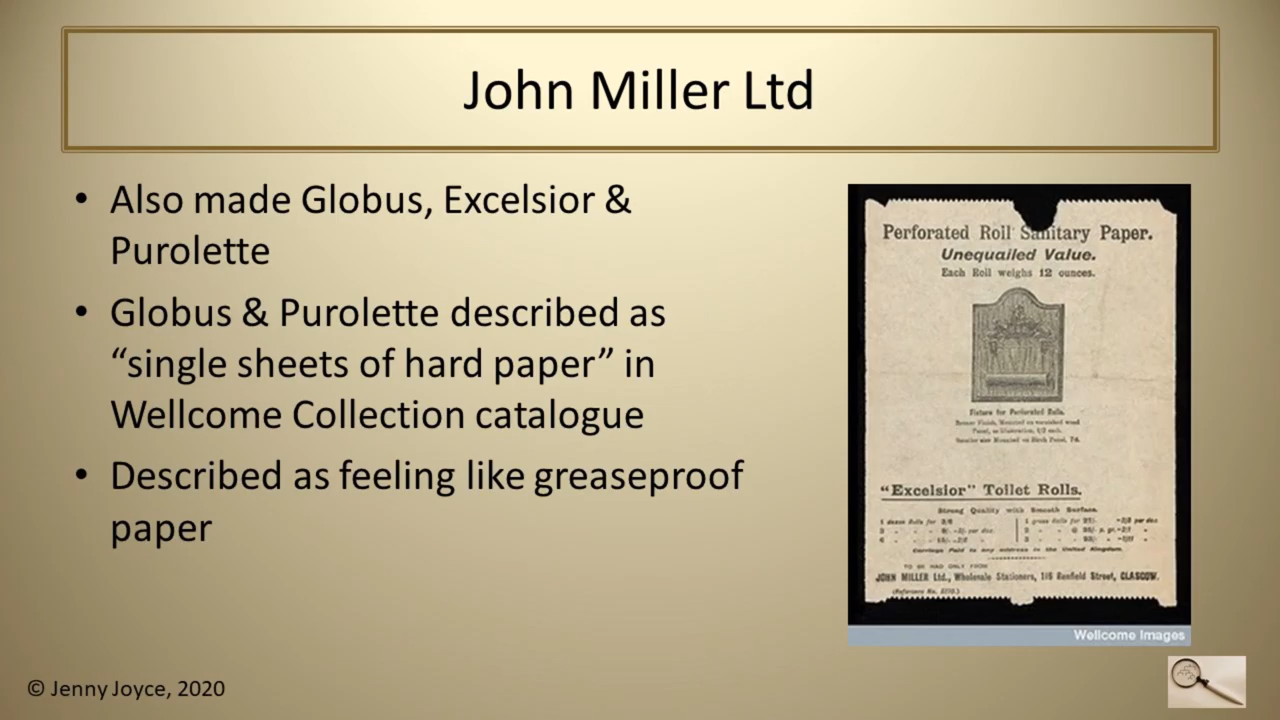 John Miller Ltd
• Also made Globus, Excelsior &
Purolette
• Globus & Purolette described as
“single sheets of hard paper” in
Wellcome Collection catalogue
• Described as feeling like greaseproof
paper
Perforated Roll Sanitary Paper.
Unequalled Value.
Each Roll weighs 12 ounces.
Fixture for Perforated Rolls.
"Excelsior" Toilet Rolls.
Strong Quality with Smooth Surface.
Carriage Paid to any address in the United Kingdom.
TO BE HAD ONLY FROM
JOHN MILLER Ltd., Wholesale Stationers, 116 Renfield Street, GLASGOW.
Wellcome Images
© Jenny Joyce, 2020